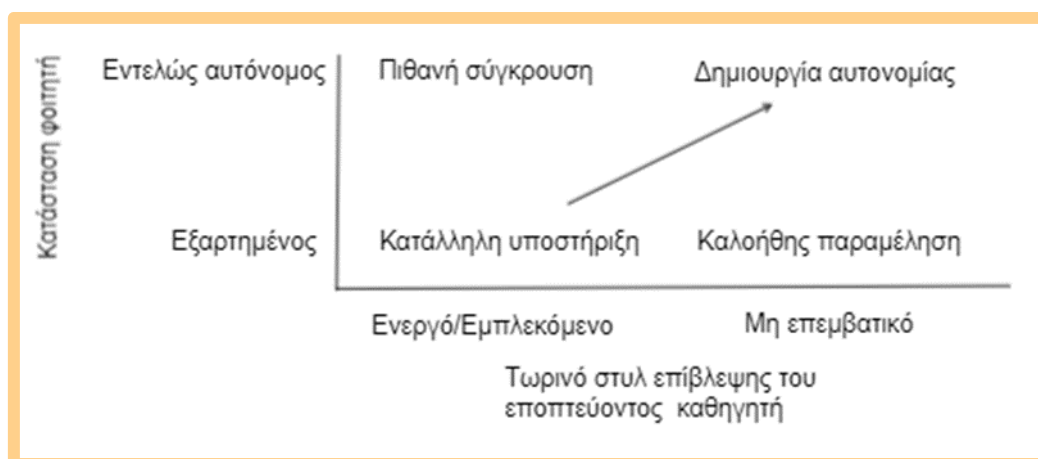 Κατάσταση φοιτητή
Εντελώς αυτόνομος
Πιθανή σύγκρουση
Δημιουργία αυτονομίας
Εξαρτημένος
Κατάλληλη υποστήριξη
Καλοήθης παραμέληση
Ενεργό/Εμπλεκόμενο
Μη επεμβατικό
Τωρινό στυλ επίβλεψης του
εποπτεύοντος καθηγητή